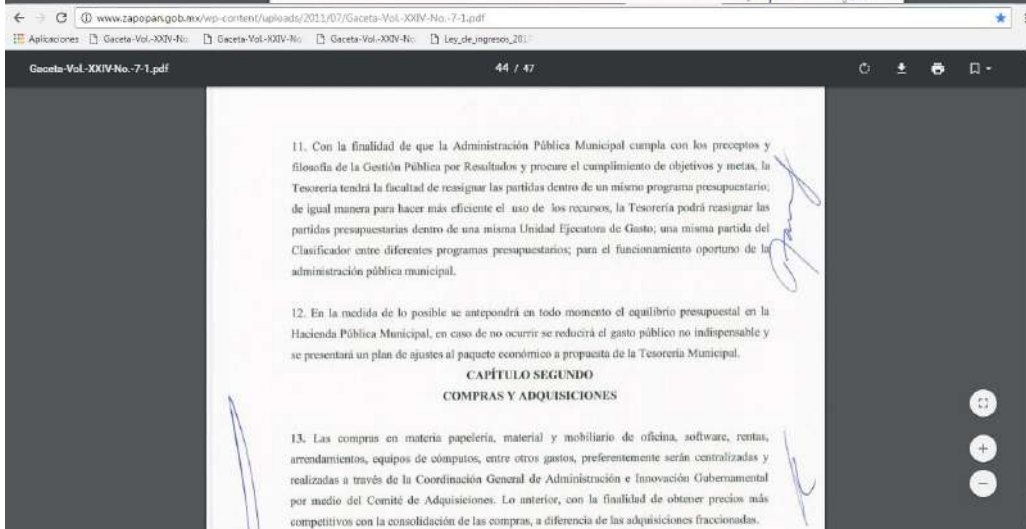 www.zapopan.gob.mx/wp-content/uploads/2011/07/Gaceta-Vol.-XXIV-No.-7-1.pdf
Aplicaciones Gaceta-Vol.-XXIV-No Gaceta-Vol.-XXIV-No Gaceta-Vol.-XXIV-No Ley_de_ingresos_201
Gaceta-Vol.-XXIV-No.-7-1.pdf 44 / 47
11. Con la finalidad de que la Administración Pública Municipal cumpla con los preceptos y
filosofía de la Gestión Pública por Resultados y procure el cumplimiento de objetivos y metas, la
Tesorería tendrá la facultad de reasignar las partidas dentro de un mismo programa presupuestario;
de igual manera para hacer más eficiente el uso de los recursos, la Tesorería podrá reasignar las
partidas presupuestarias dentro de una misma Unidad Ejecutora de Gasto; una misma partida del
Clasificador entre diferentes programas presupuestarios; para el funcionamiento oportuno de la
administración pública municipal.
12. En la medida de lo posible se antepondrá en todo momento el equilibrio presupuestal en la
Hacienda Pública Municipal, en caso de no ocurrir se reducirá el gasto público no indispensable y
se presentará un plan de ajustes al paquete económico a propuesta de la Tesorería Municipal.
CAPÍTULO SEGUNDO
COMPRAS Y ADQUISICIONES
13. Las compras en materia papelería, material y mobiliario de oficina, software, rentas,
arrendamientos, equipos de cómputos, entre otros gastos, preferentemente serán centralizadas y
realizadas a través de la Coordinación General de Administración e Innovación Gubernamental
por medio del Comité de Adquisiciones. Lo anterior, con la finalidad de obtener precios más
competitivos con la consolidación de las compras, a diferencia de las adquisiciones fraccionadas.